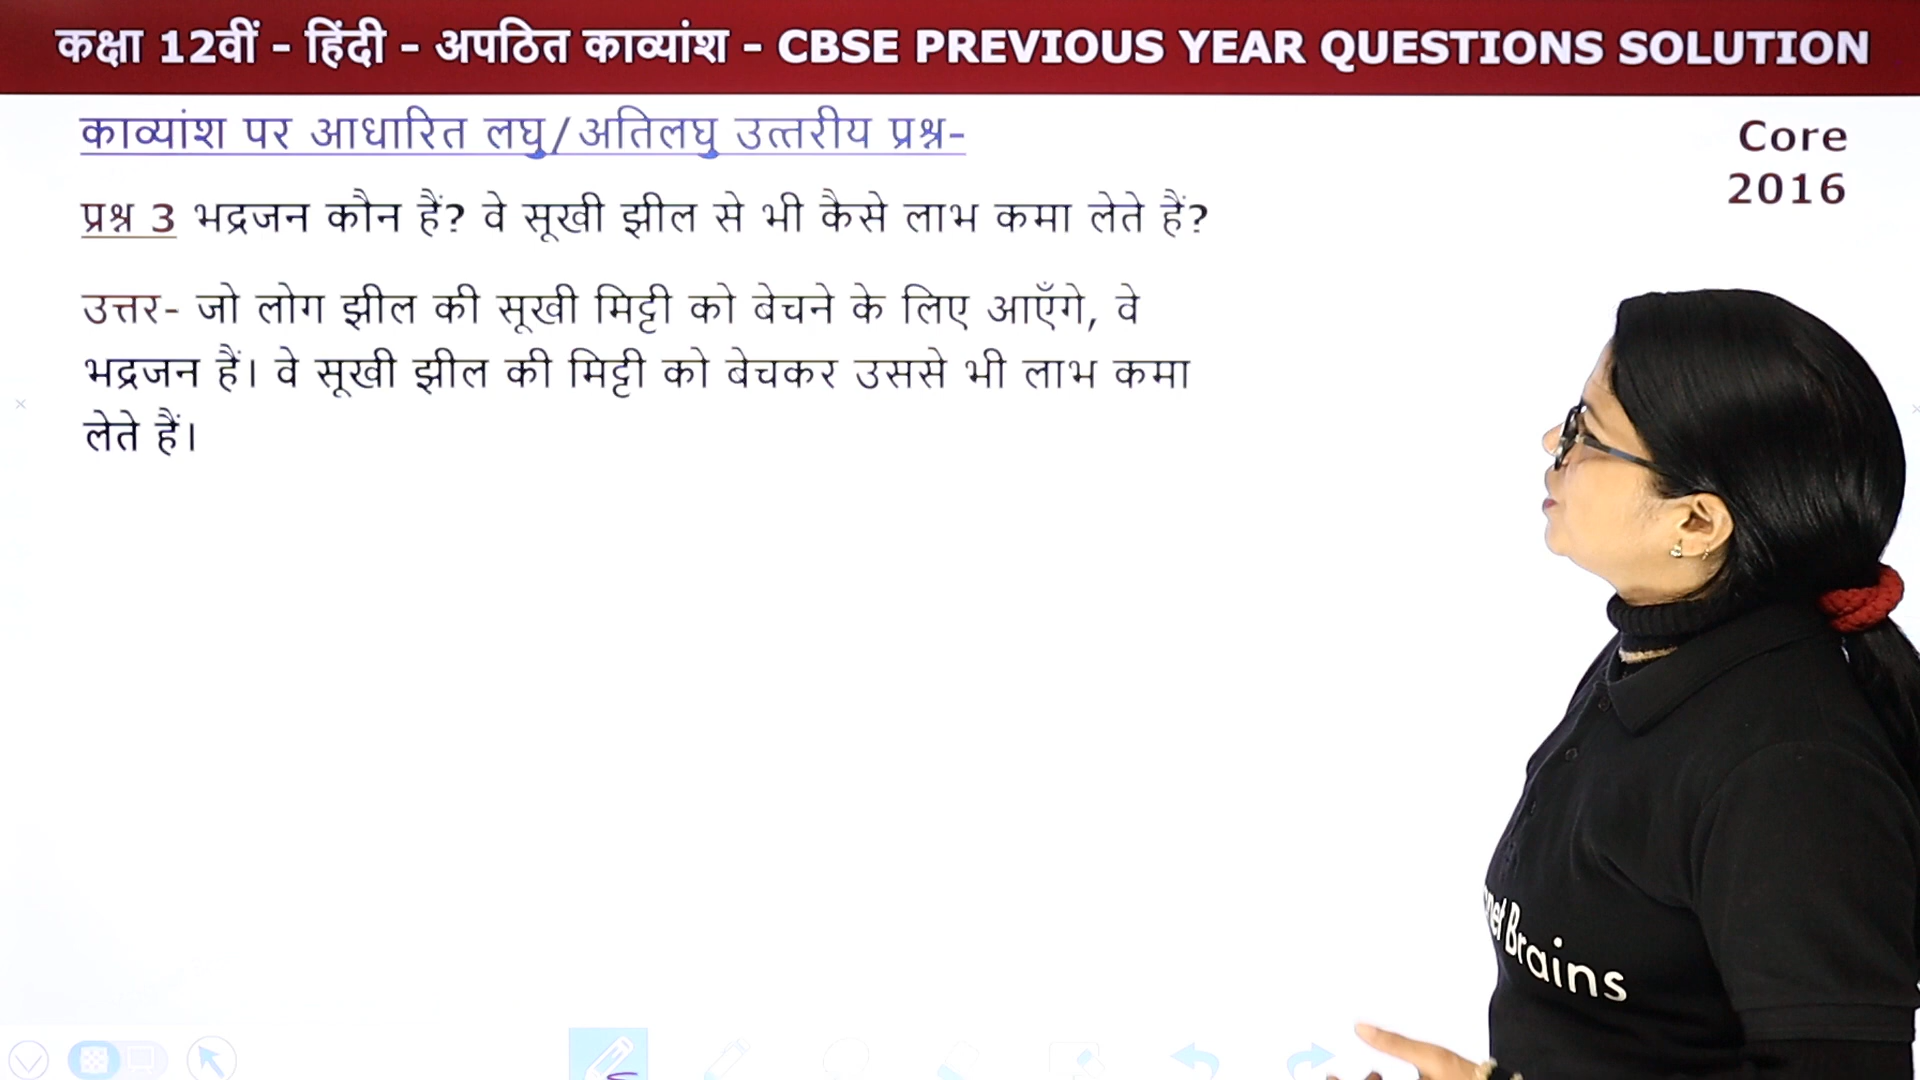 कक्षा 12वीं - हिंदी - अपठित काव्यांश - CBSE PREVIOUS YEAR QUESTIONS SOLUTION
काव्यांश पर आधारित लघु/अतिलघु उत्तरीय प्रश्न-
Core
2016
प्रश्न 3 भद्रजन कौन हैं? वे सूखी झील से भी कैसे लाभ कमा लेते हैं?
उत्तर- जो लोग झील की सूखी मिट्टी को बेचने के लिए आएँगे, वे
भद्रजन हैं। वे सूखी झील की मिट्टी को बेचकर उससे भी लाभ कमा
लेते हैं।
Brains